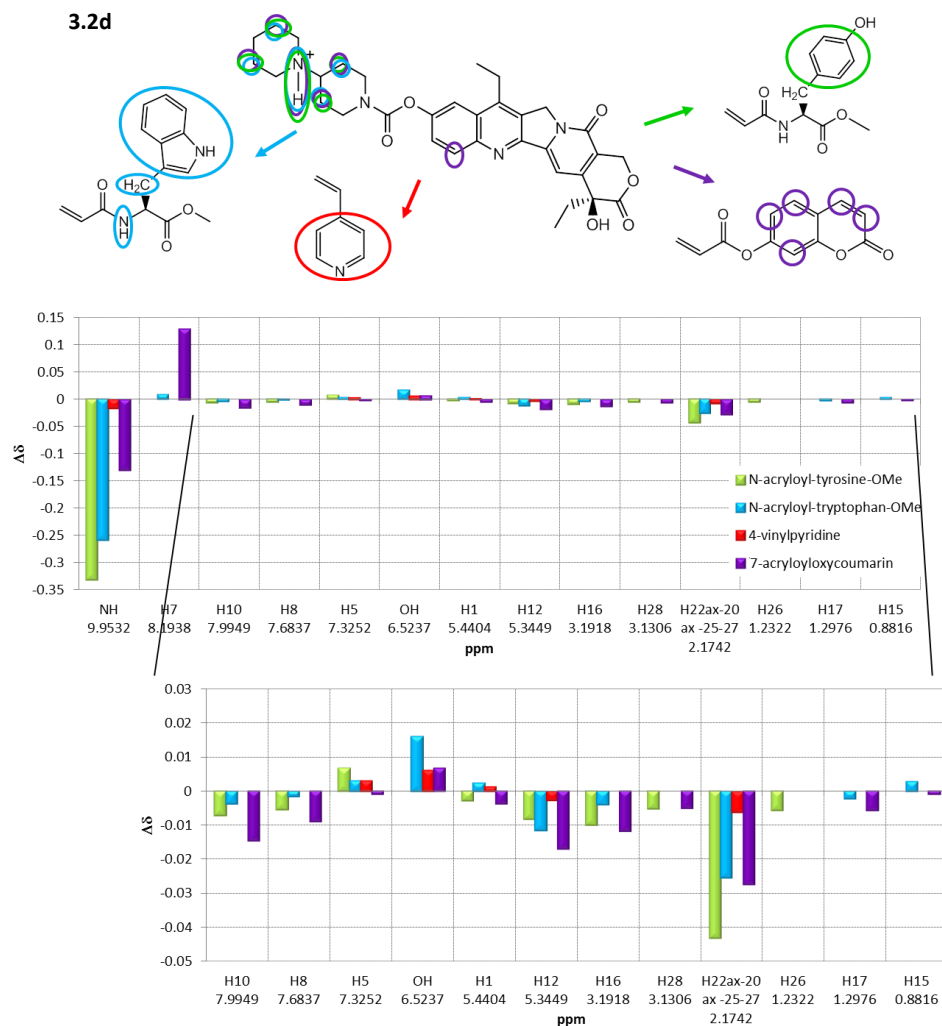 3.2d
OH
+
N
H
N
O
O
N
N
O
O
O
OH
NH
H2C
O
N
H
O
O
N
H2C
O
N
H
O
O
O
O
O
O
0.15
0.1
0.05
0
-0.05
-0.1
-0.15
-0.2
-0.25
-0.3
-0.35
Δδ
N-acryloyl-tyrosine-OMe
N-acryloyl-tryptophan-OMe
4-vinylpyridine
7-acryloyloxycoumarin
NH H7 H10 H8 H5 OH H1 H12 H16 H28 H22ax-20 H26 H17 H15
9.9532 8.1938 7.9949 7.6837 7.3252 6.5237 5.4404 5.3449 3.1918 3.1306 ax -25-27 1.2322 1.2976 0.8816
2.1742
ppm
0.03
0.02
0.01
0
-0.01
-0.02
-0.03
-0.04
-0.05
Δδ
H10 H8 H5 OH H1 H12 H16 H28 H22ax-20 H26 H17 H15
7.9949 7.6837 7.3252 6.5237 5.4404 5.3449 3.1918 3.1306 ax -25-27 1.2322 1.2976 0.8816
2.1742
ppm